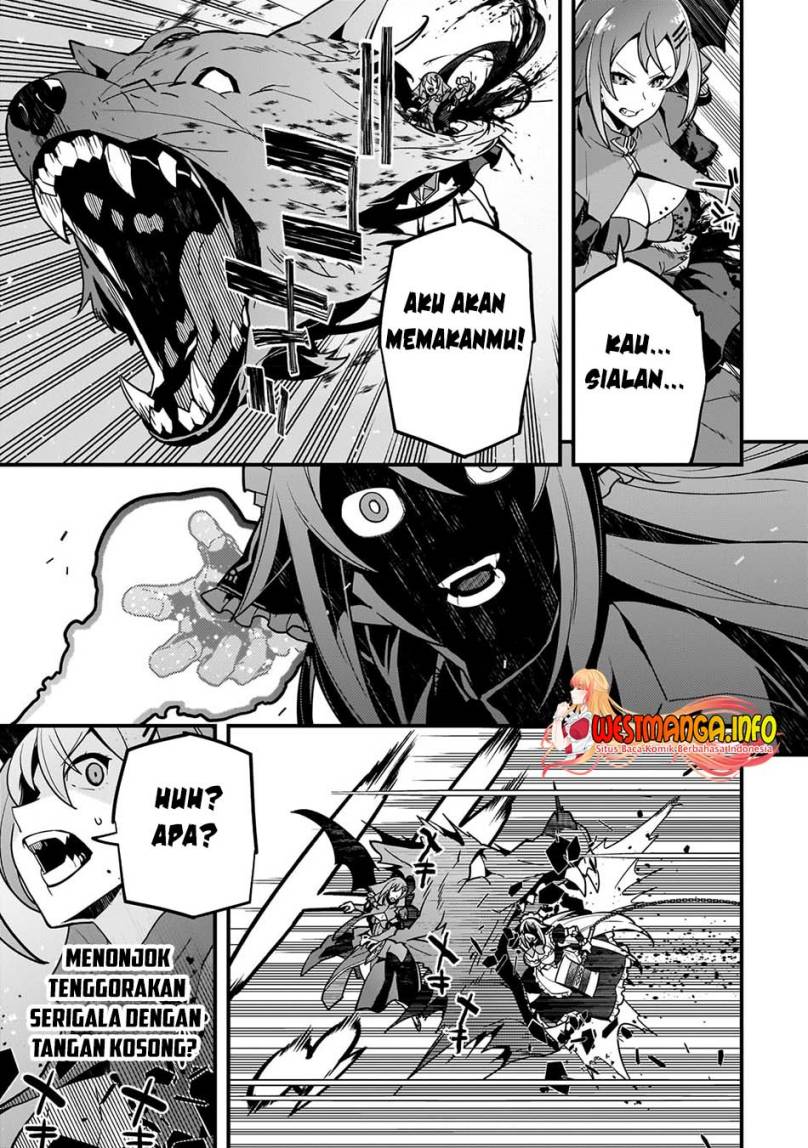 KAU...
SIALAN...
AKU AKAN
MEMAKANMU!
WESTMANGA.INFO
Situs Baca Komik Berbahasa Indonesia
HUH?
APA?
MENONJOK
TENGGORAKAN
SERIGALA DENGAN
TANGAN KOSONG?